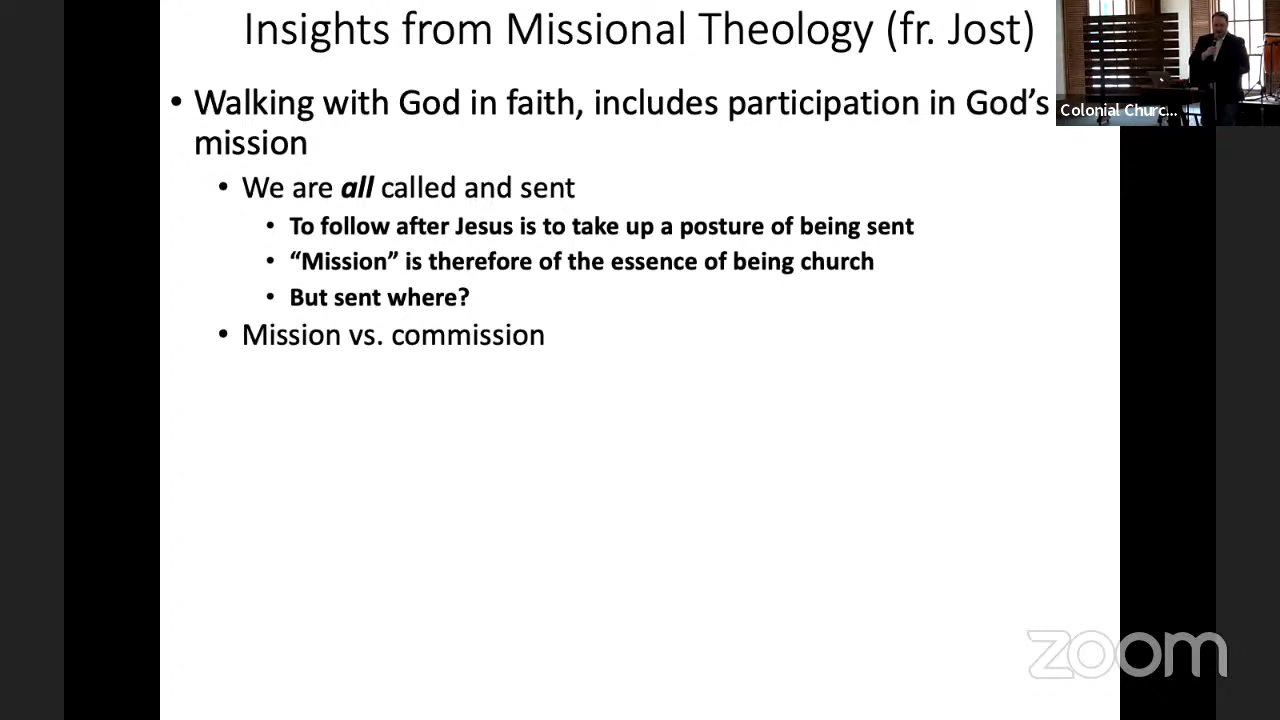 Insights from Missional Theology (fr. Jost)
• Walking with God in faith, includes participation in God's
mission
• We are all called and sent
• To follow after Jesus is to take up a posture of being sent
• “Mission” is therefore of the essence of being church
• But sent where?
• Mission vs. commission
Colonial Churc...
zoom